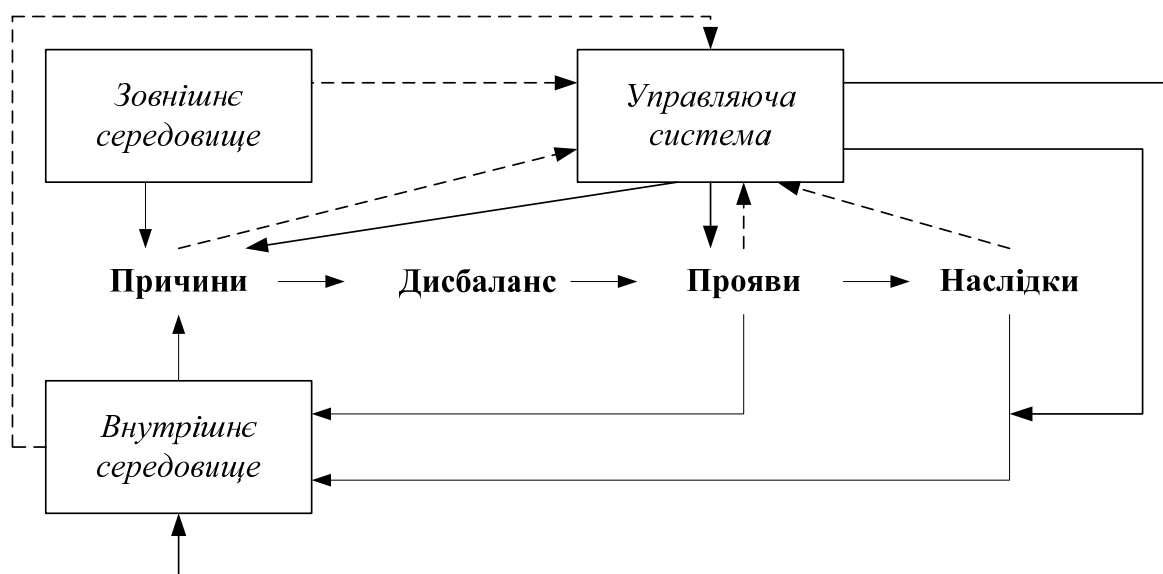 Зовнішнє
середовище
Управляюча
система
Причини
Дисбаланс
Прояви
Наслідки
Внутрішнє
середовище